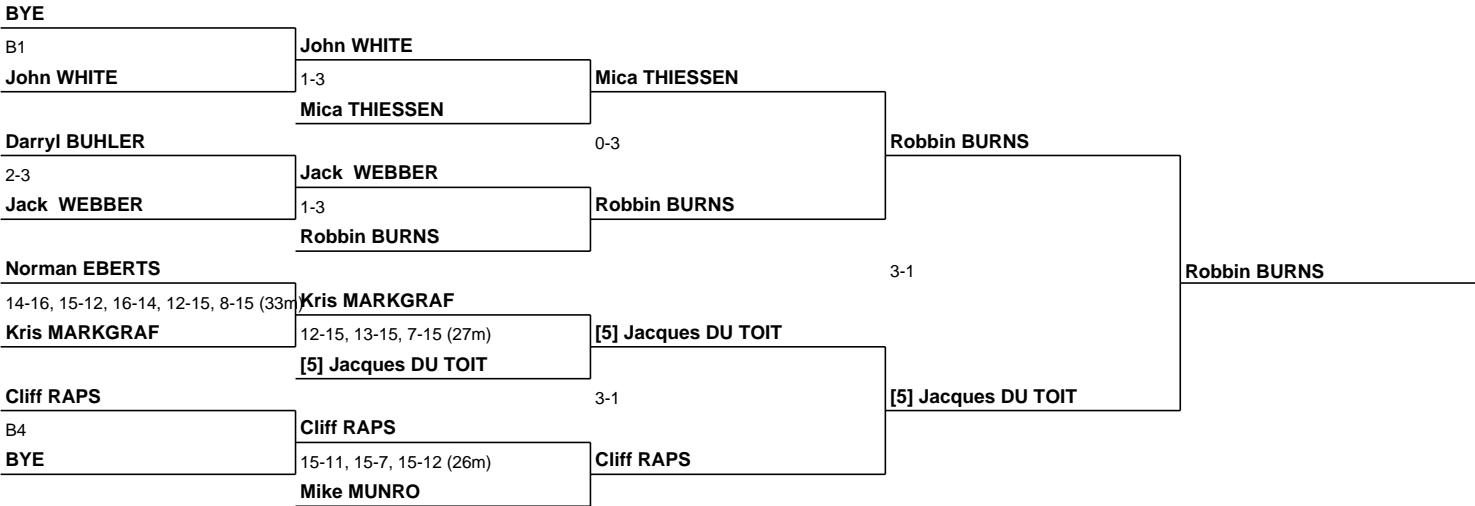 BYE
B1
John WHITE
John WHITE
1-3
Mica THIESSEN
Mica THIESSEN
Darryl BUHLER
0-3
Robbin BURNS
2-3
Jack  WEBBER
Jack  WEBBER
1-3
Robbin BURNS
Robbin BURNS
Norman EBERTS
3-1
Robbin BURNS
14-16, 15-12, 16-14, 12-15, 8-15 (33m)
Kris MARKGRAF
Kris MARKGRAF
12-15, 13-15, 7-15 (27m)
[5] Jacques DU TOIT
[5] Jacques DU TOIT
Cliff RAPS
3-1
[5] Jacques DU TOIT
B4
Cliff RAPS
BYE
15-11, 15-7, 15-12 (26m)
Cliff RAPS
Mike MUNRO